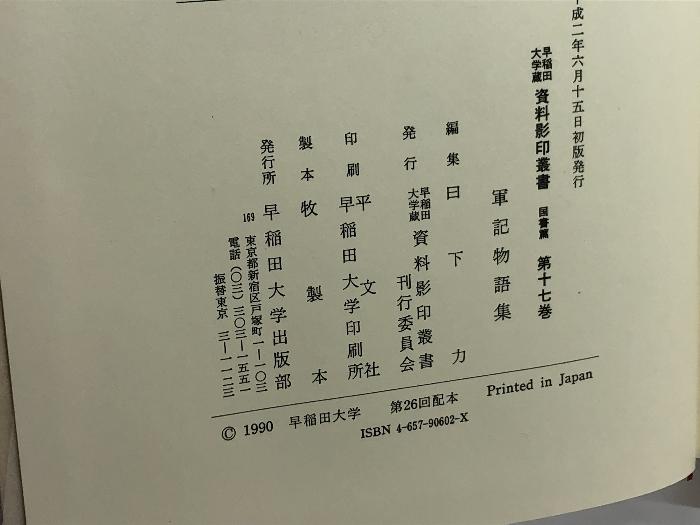 平成二年六月十五日初版発行
早稲田大学蔵 資料影印叢書 国書篇 第十七巻
軍記物語集
編集 日下力
発行 早稲田大学蔵 資料影印叢書刊行委員会
印刷 平文社
早稲田大学印刷所
製本 牧製本
発行所 早稲田大学出版部
169 東京都新宿区戸塚町一―一〇三
電話(〇三)二〇三―一五五一
振替東京 三―一一二三
© 1990 早稲田大学 第26回配本 Printed in Japan
ISBN 4-657-90602-X